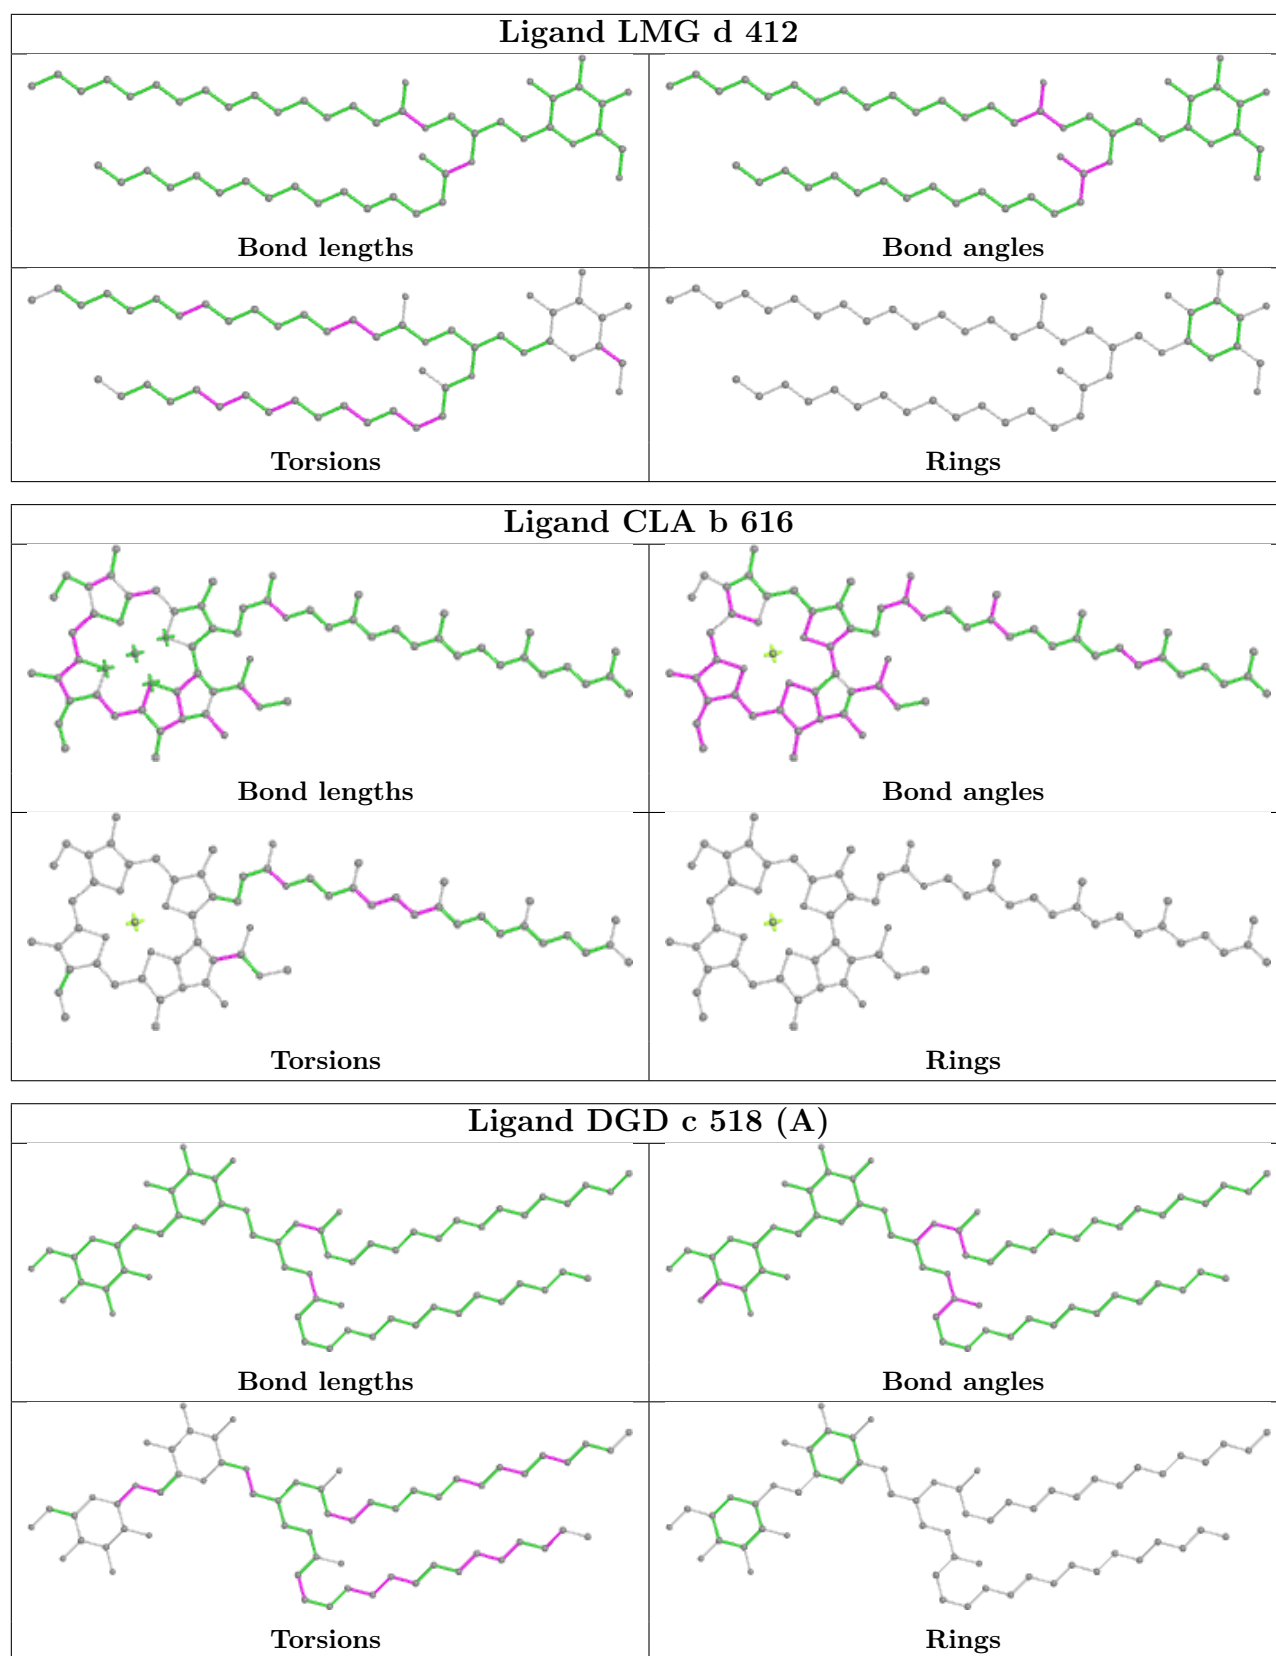 Ligand LMG d 412
Bond lengths
Bond angles
Torsions
Rings
Ligand CLA b 616
Bond lengths
Bond angles
Torsions
Rings
Ligand DGD c 518 (A)
Bond lengths
Bond angles
Torsions
Rings